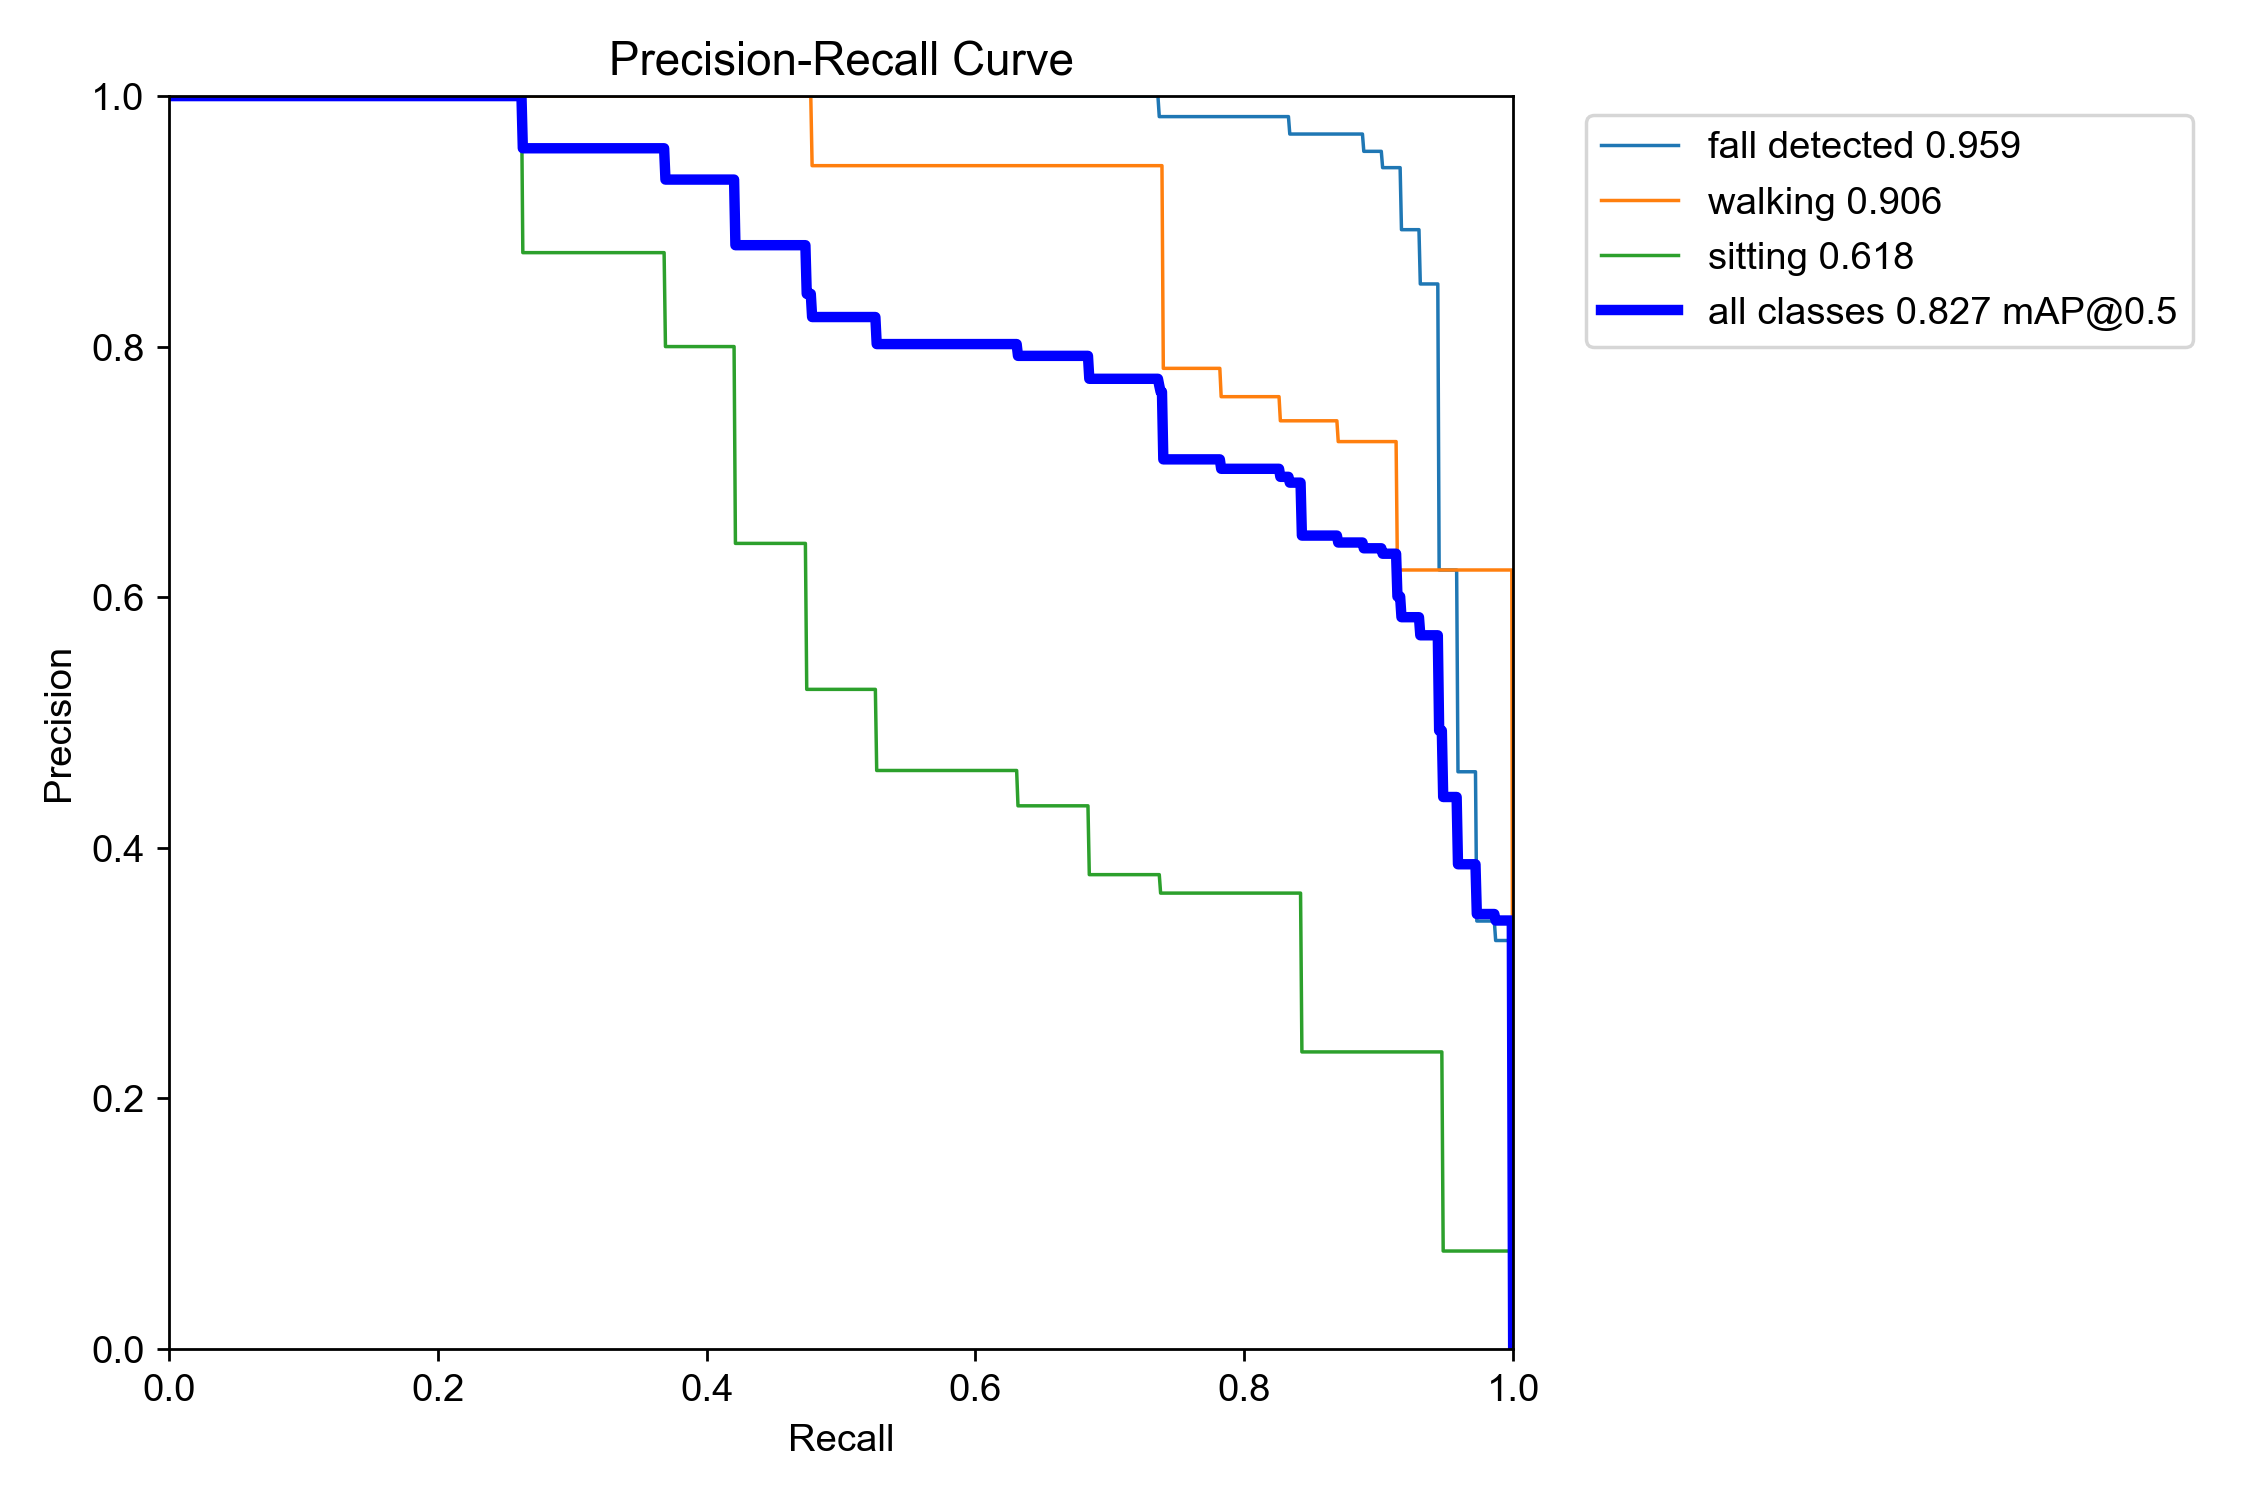 Precision-Recall Curve
1.0
0.8
0.6
0.4
0.2
0.0
Precision
0.0 0.2 0.4 0.6 0.8 1.0
Recall
fall detected 0.959
walking 0.906
sitting 0.618
all classes 0.827 mAP@0.5